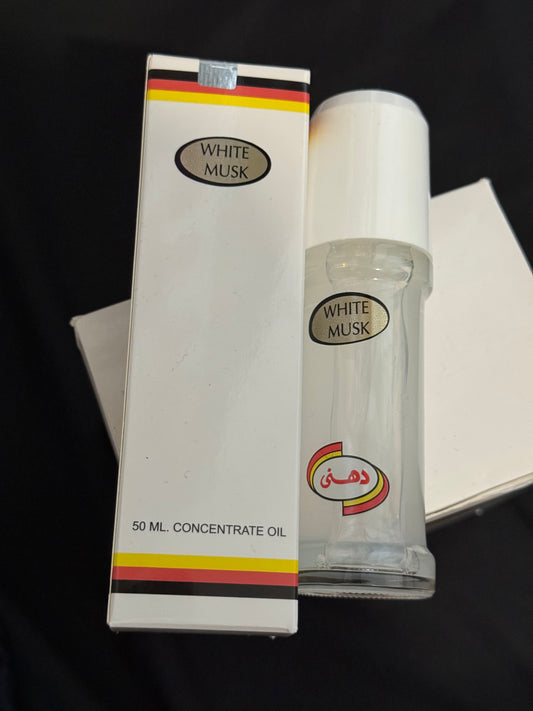 WHITE
MUSK
50 ML. CONCENTRATE OIL
WHITE
MUSK
دهنى